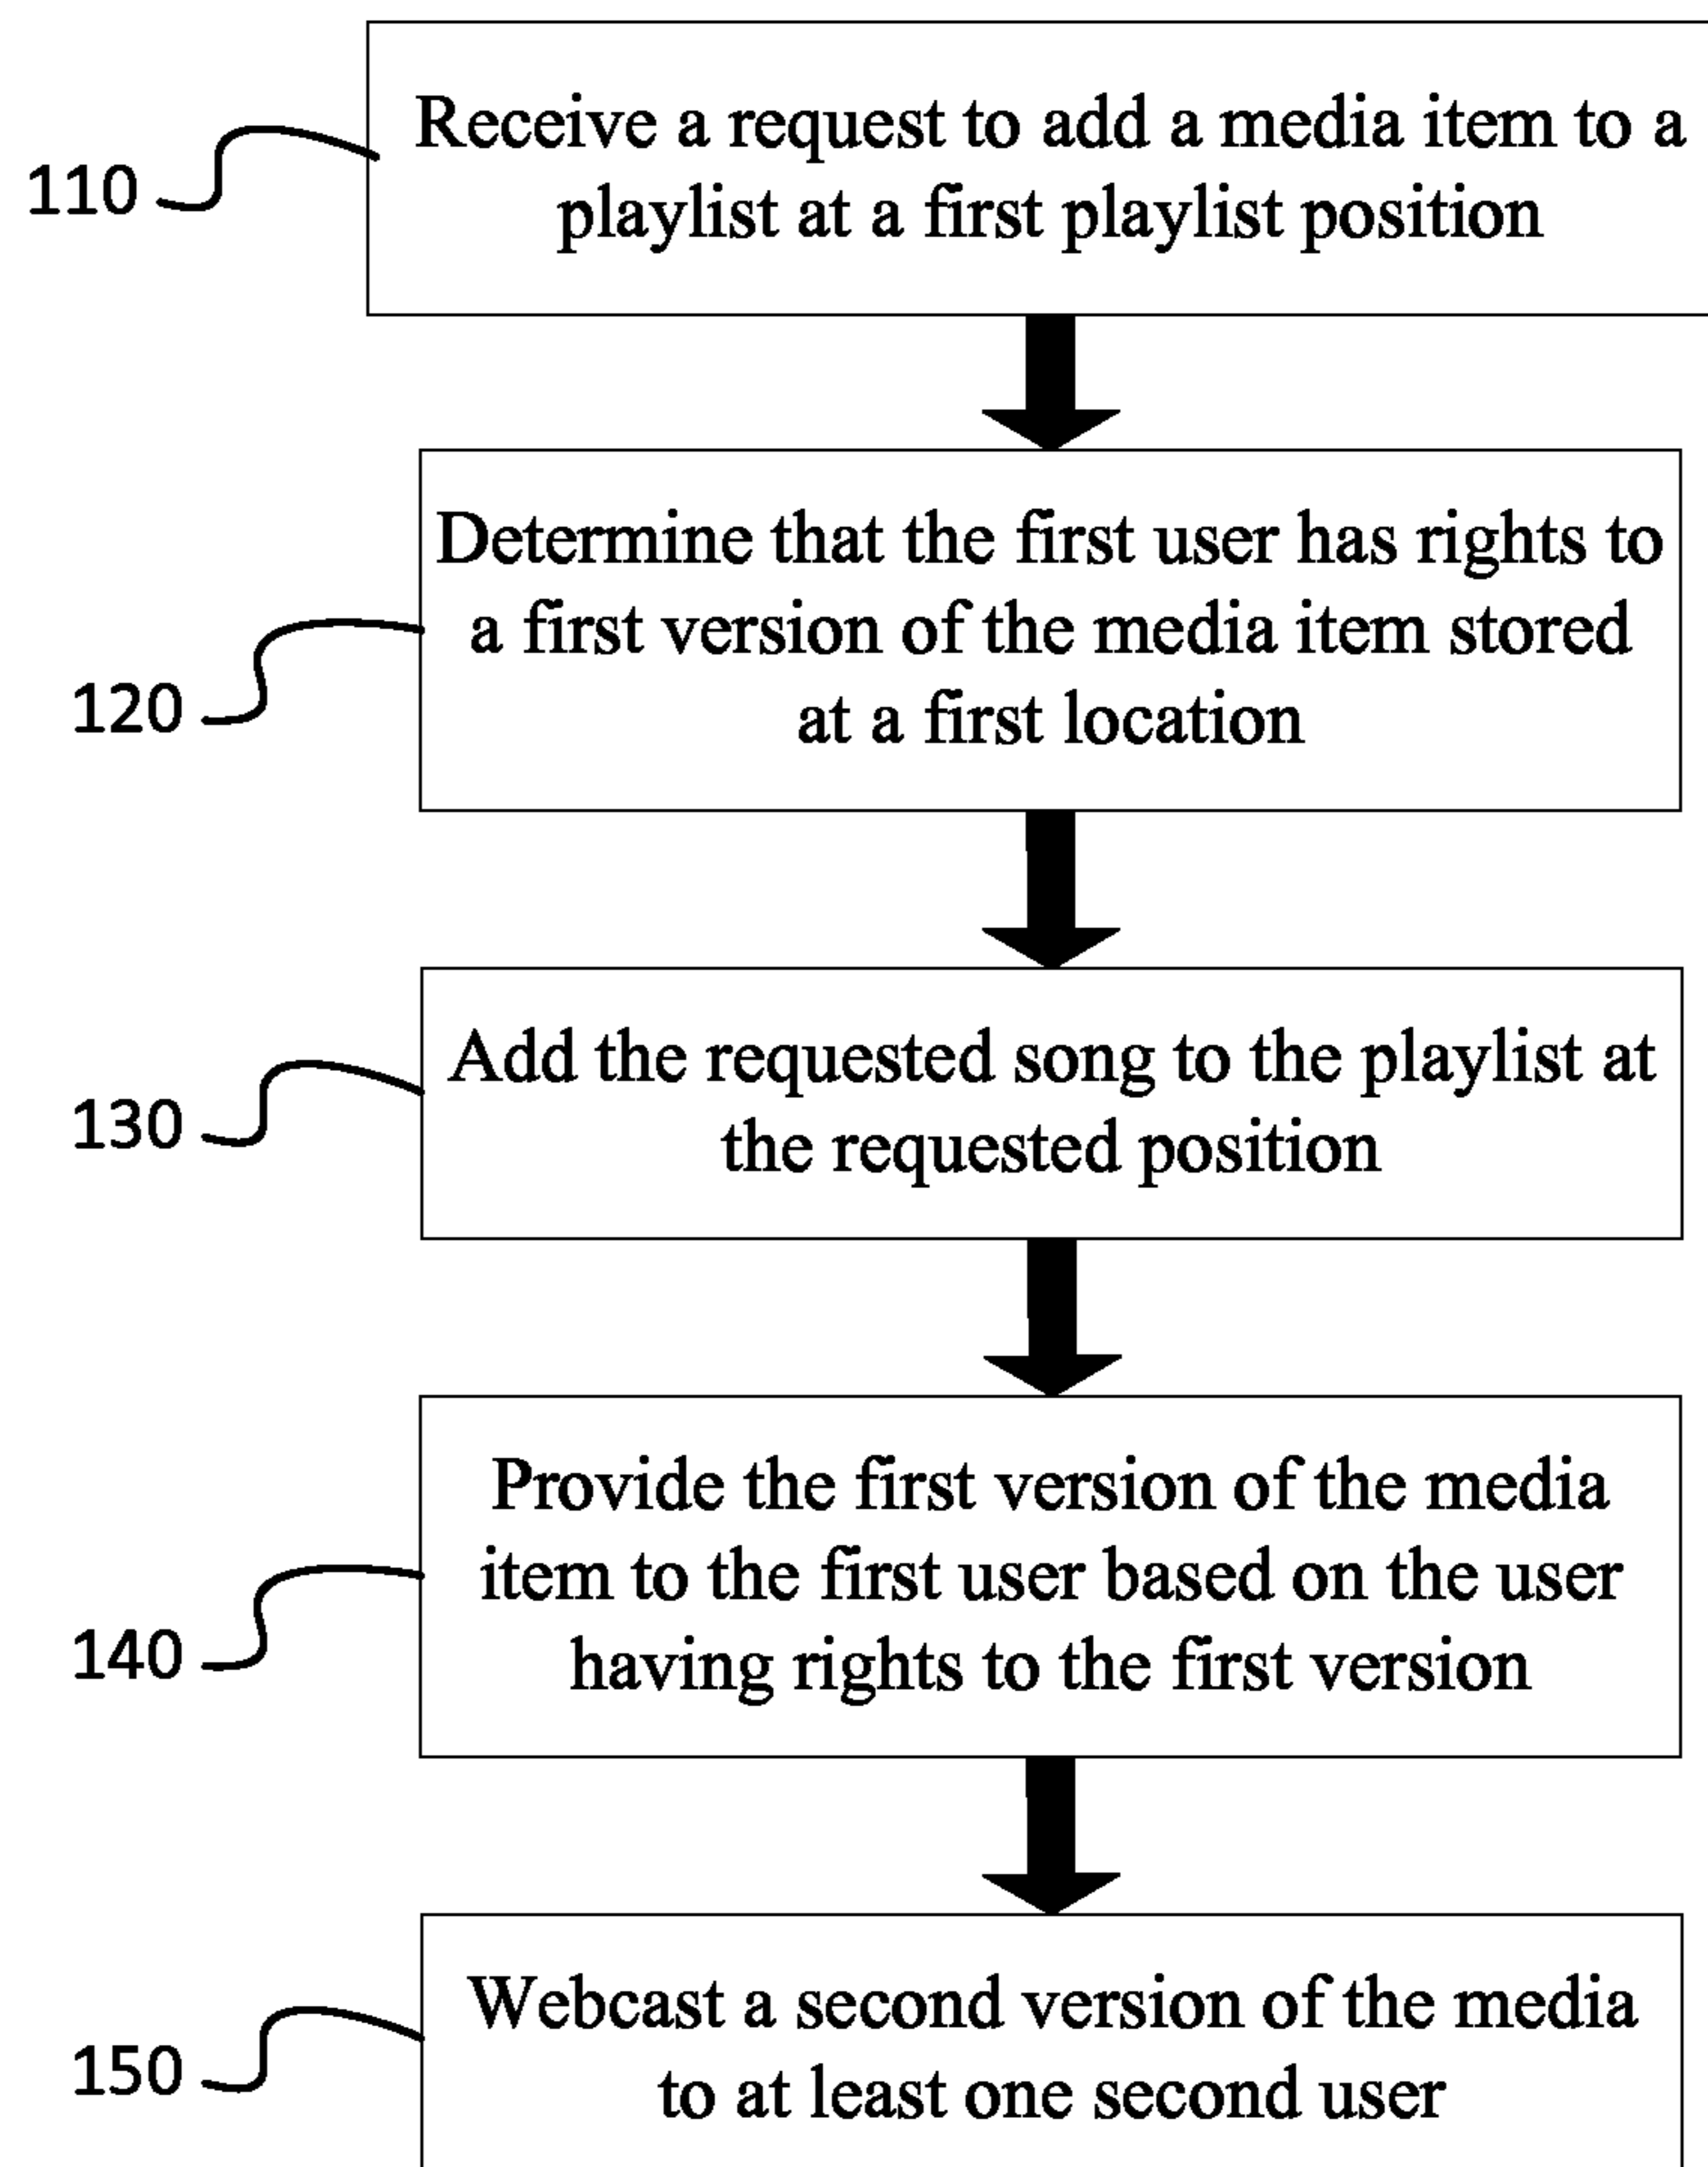 Receive a request to add a media item to a
playlist at a first playlist position
110
Determine that the first user has rights to
a first version of the media item stored
at a first location
120
Add the requested song to the playlist at
the requested position
130
Provide the first version of the media
item to the first user based on the user
having rights to the first version
140
Webcast a second version of the media
to at least one second user
150